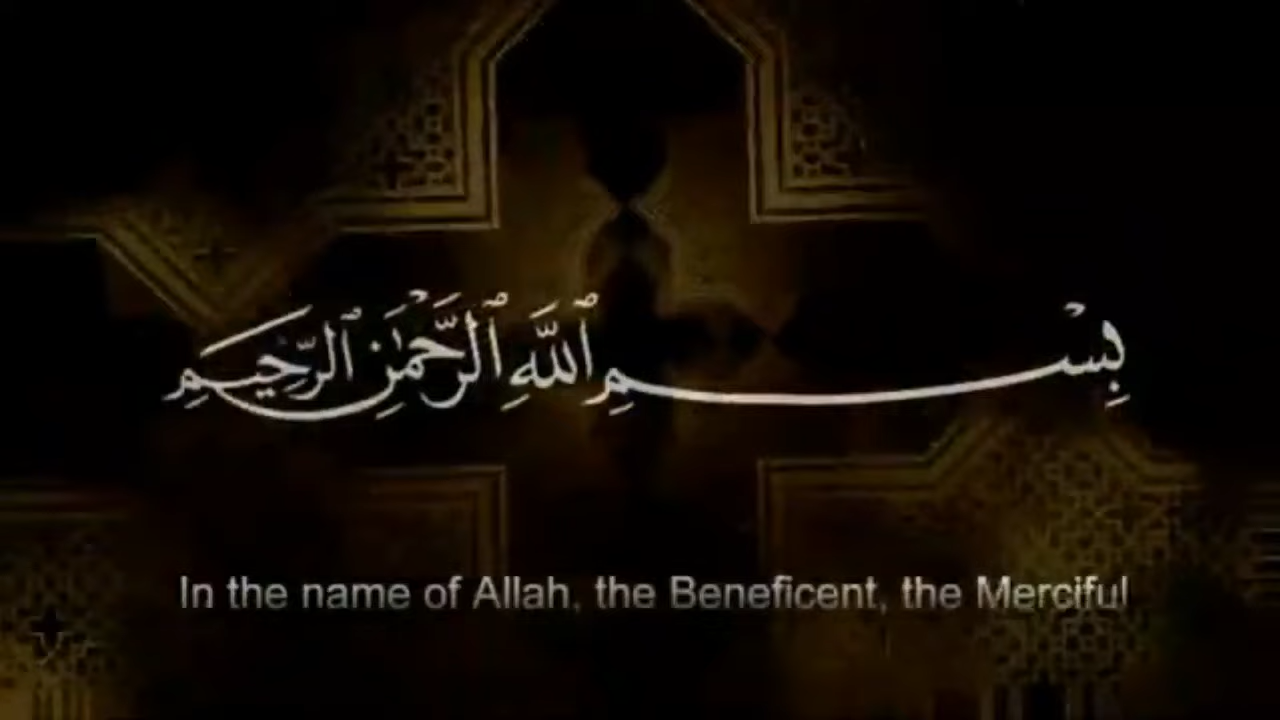 بِسْمِ ٱللَّهِ ٱلرَّحْمَٰنِ ٱلرَّحِيمِ
In the name of Allah, the Beneficent, the Merciful